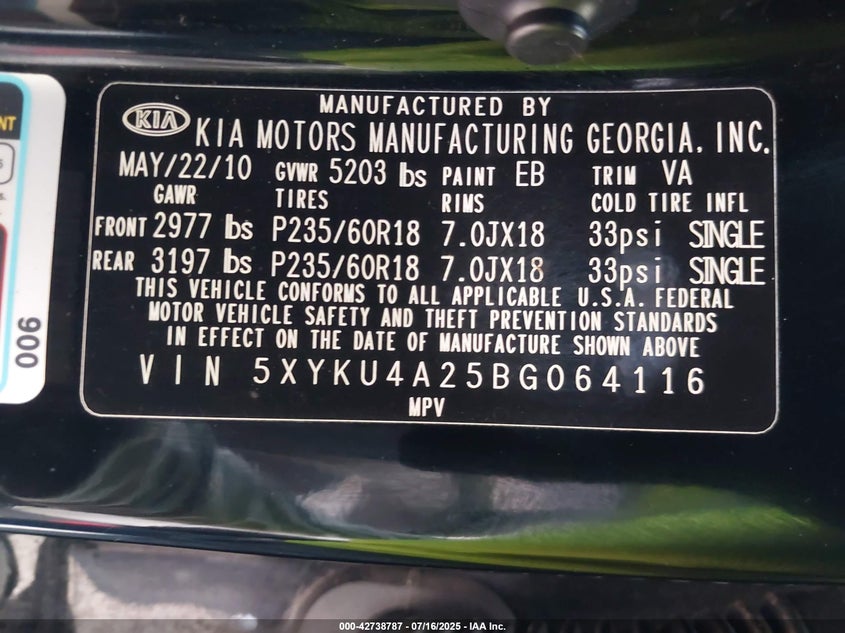 MANUFACTURED BY
KIA KIA MOTORS MANUFACTURING GEORGIA, INC.
MAY/22/10 GVWR 5203 lbs PAINT EB TRIM VA
GAWR TIRES RIMS COLD TIRE INFL
FRONT 2977 lbs P235/60R18 7.0JX18 33psi SINGLE
REAR 3197 lbs P235/60R18 7.0JX18 33psi SINGLE
THIS VEHICLE CONFORMS TO ALL APPLICABLE U.S.A. FEDERAL
MOTOR VEHICLE SAFETY AND THEFT PREVENTION STANDARDS
IN EFFECT ON THE DATE OF MANUFACTURE SHOWN ABOVE
VIN 5XYKU4A25BG064116
MPV
006
000-42738787 - 07/16/2025 - IAA Inc.